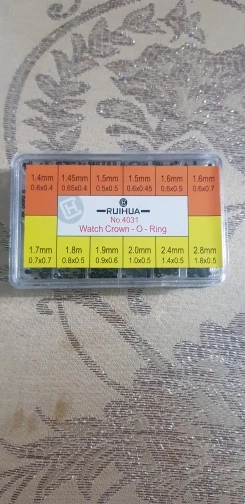 1.4mm 1.45mm 1.5mm 1.5mm 1.6mm 1.6mm
0.6x0.4 0.65x0.4 0.5x0.5 0.6x0.45 0.6x0.5 0.6x0.7
RUIHUA
No.4031
Watch Crown - O - Ring
1.7mm 1.8m 1.9mm 2.0mm 2.4mm 2.8mm
0.7x0.7 0.8x0.5 0.9x0.6 1.0x0.5 1.4x0.5 1.8x0.5